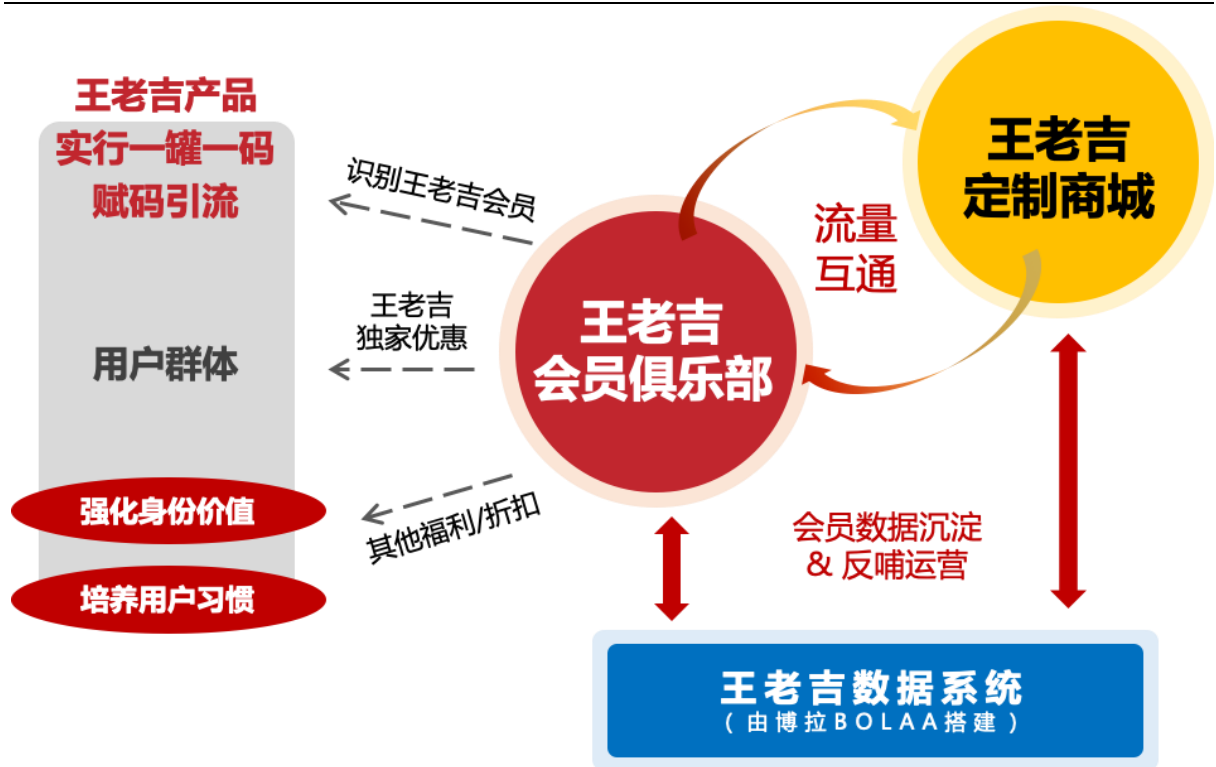 王老吉产品
实行一罐一码
赋码引流
用户群体
强化身份价值
培养用户习惯
识别王老吉会员
王老吉
独家优惠
其他福利/折扣
王老吉
会员俱乐部
流量
互通
王老吉
定制商城
会员数据沉淀
& 反哺运营
王老吉数据系统
(由博拉BOLAA搭建)